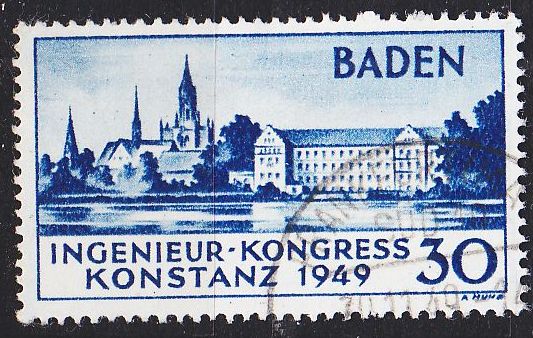 BADEN
INGENIEUR-KONGRESS
KONSTANZ 1949
30